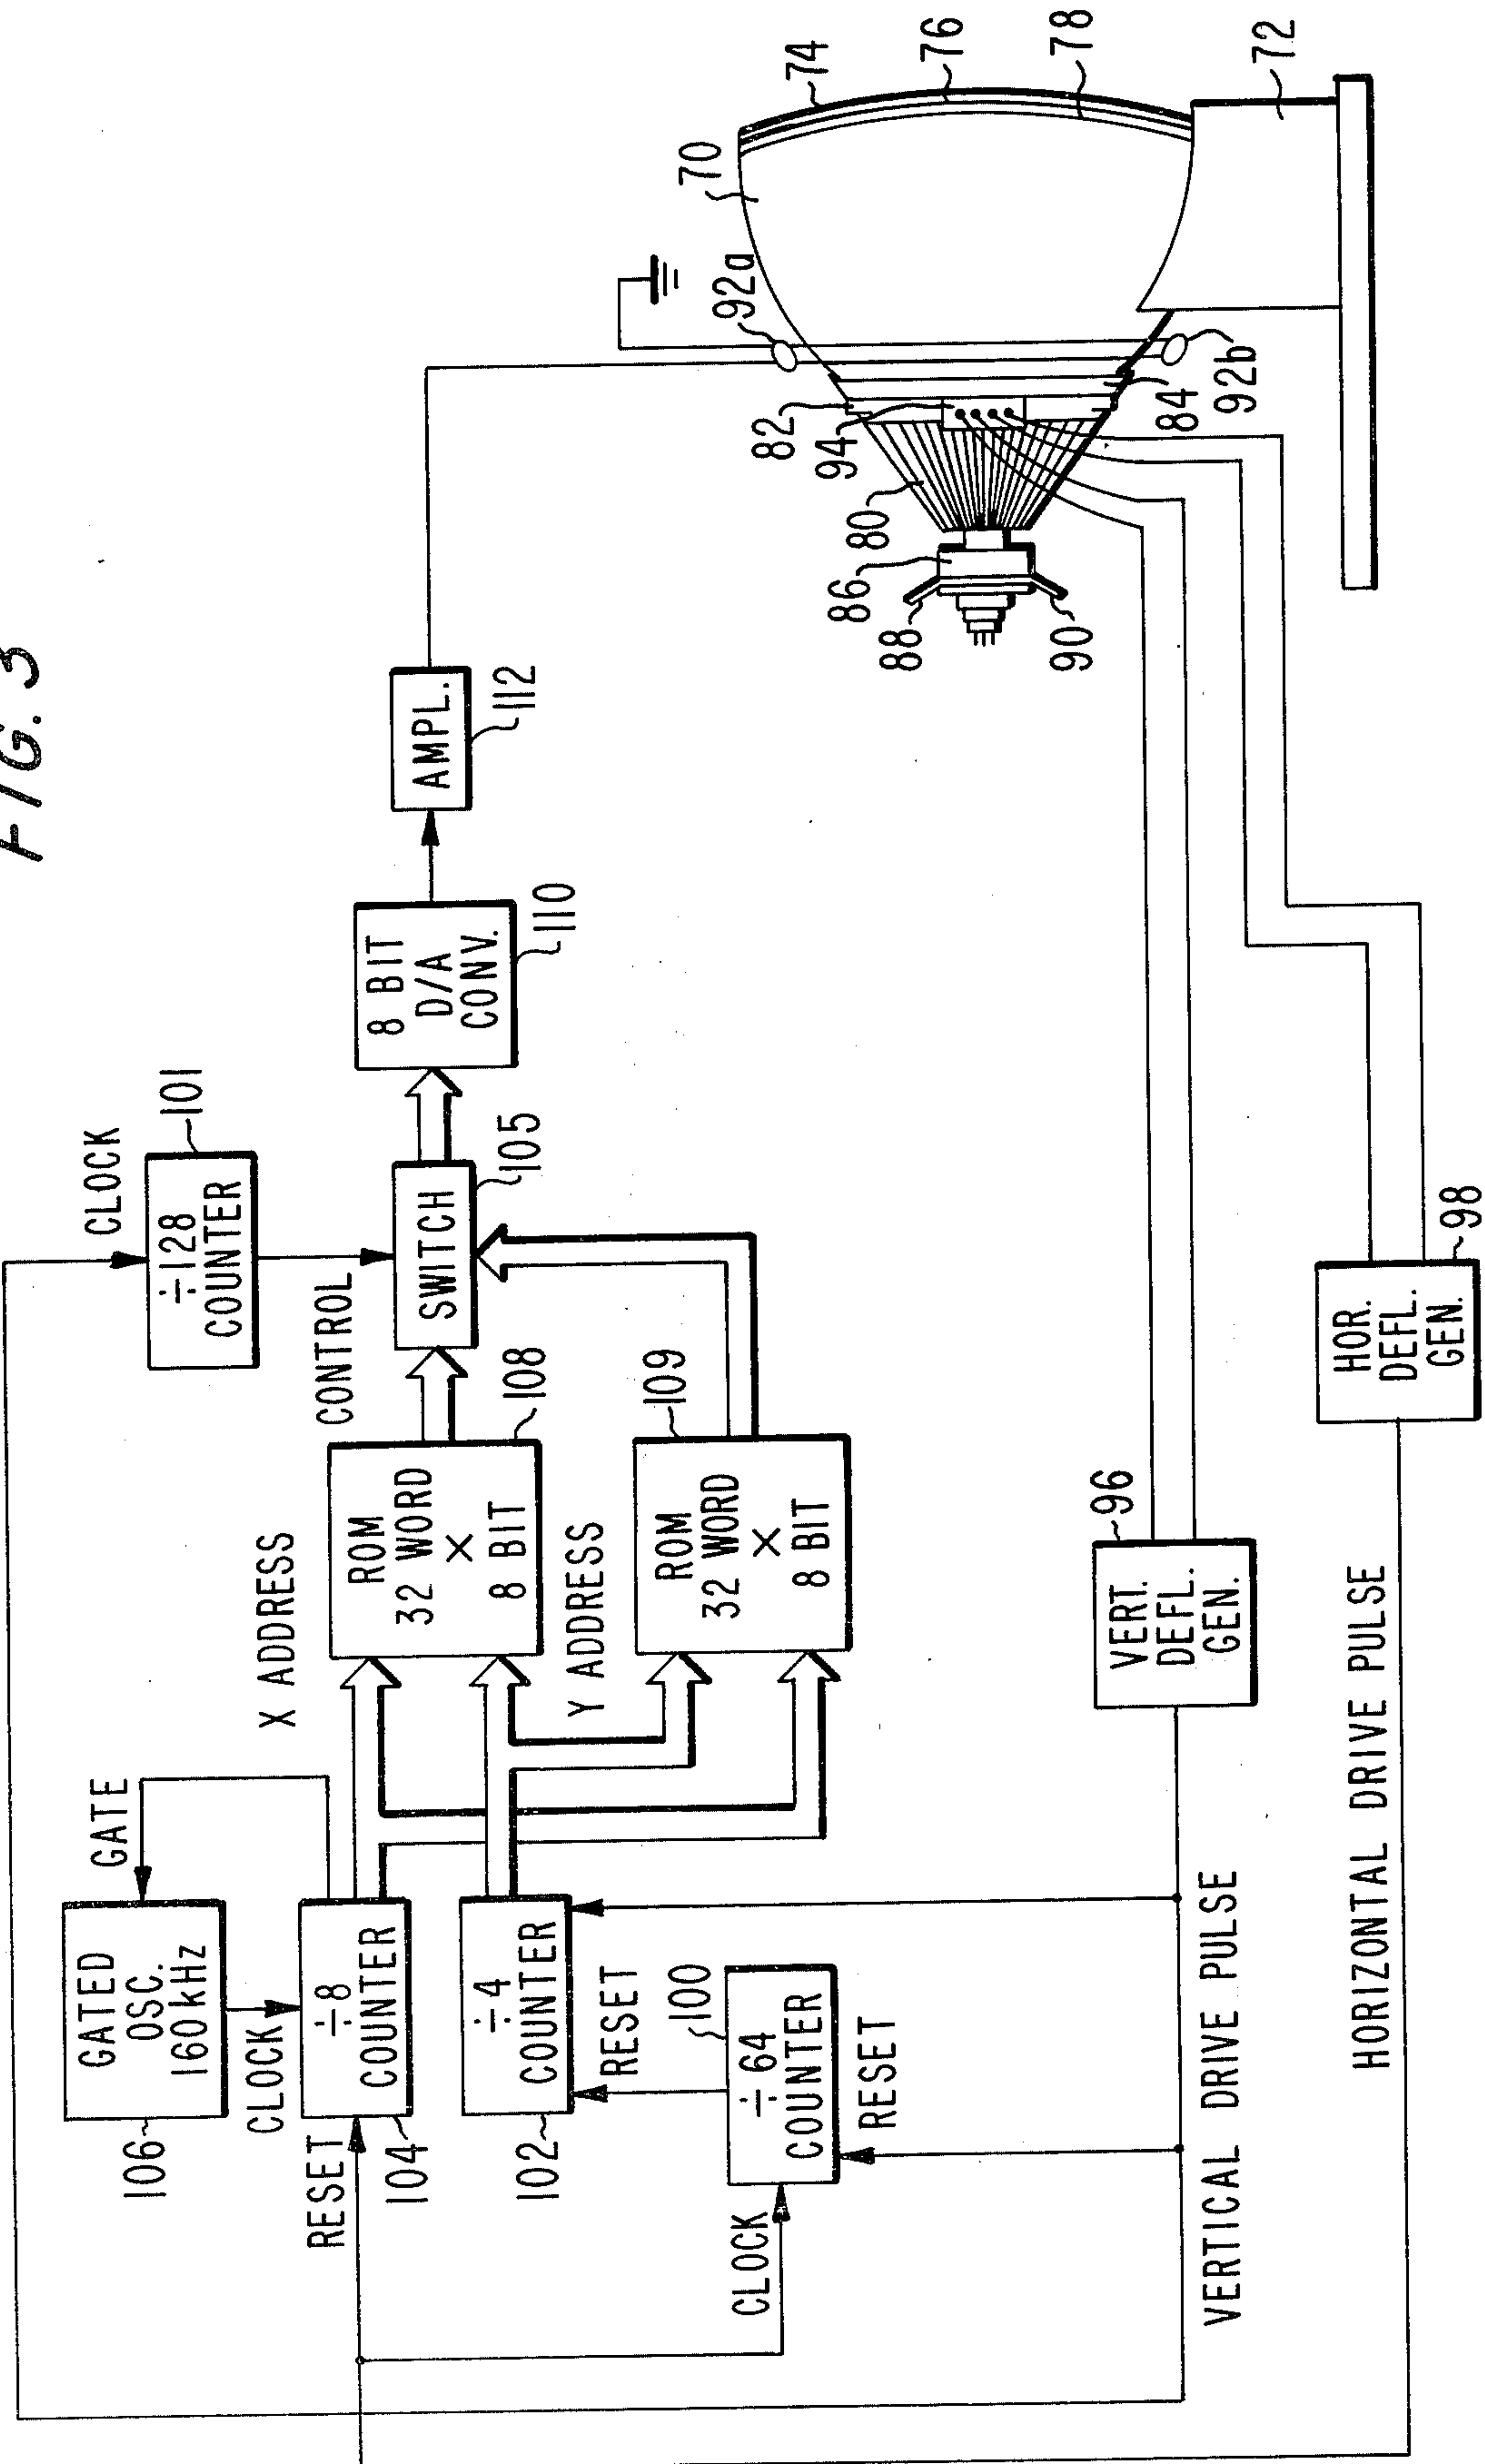 FIG. 3
CLOCK
÷128
COUNTER
101
CONTROL
GATED
OSC.
160kHz
106
GATE
CLOCK
RESET
÷8
COUNTER
104
÷4
COUNTER
102
RESET
÷64
COUNTER
100
CLOCK
RESET
X ADDRESS
ROM
32 WORD
×
8 BIT
108
Y ADDRESS
ROM
32 WORD
×
8 BIT
109
SWITCH
105
8 BIT
D/A
CONV.
110
AMPL.
112
VERT.
DEFL.
GEN.
96
VERTICAL DRIVE PULSE
HOR.
DEFL.
GEN.
98
HORIZONTAL DRIVE PULSE
70
72
74
76
78
80
82
84
86
88
90
92a
92b
94